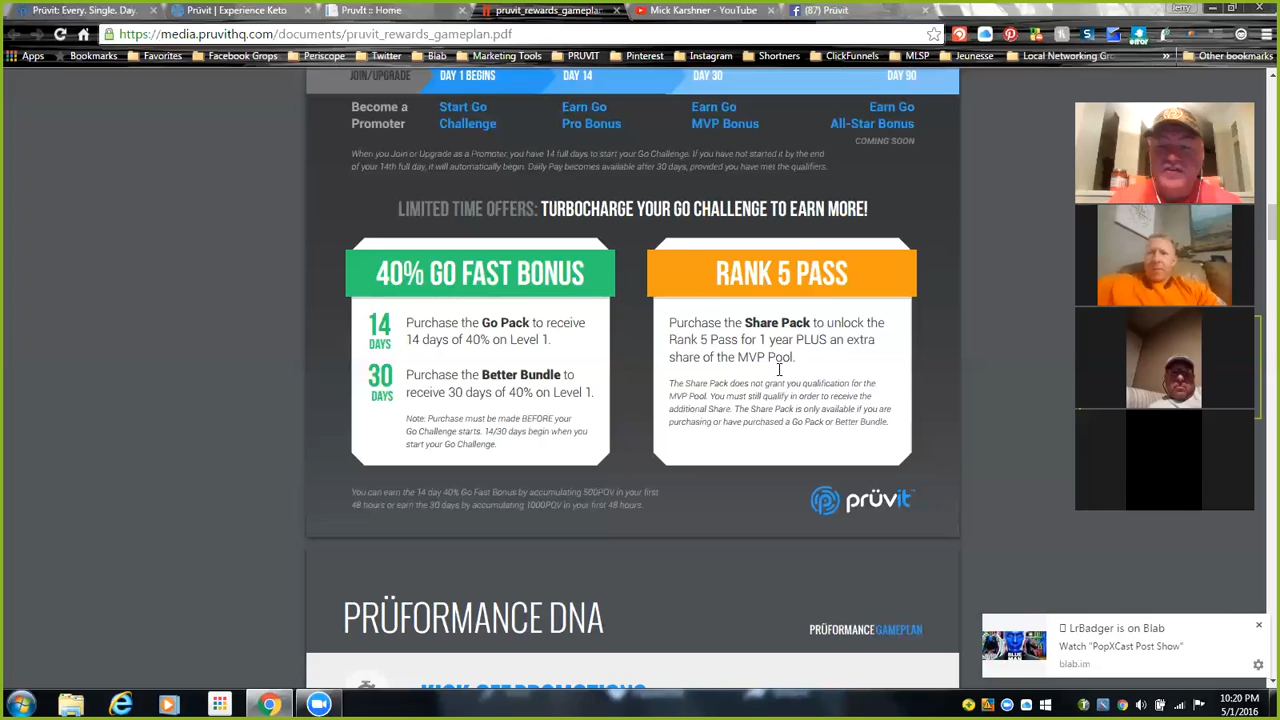 Prüvit: Every. Single. Day.
Prüvit | Experience Keto
PruvIt :: Home
pruvit_rewards_gameplan
Mick Karshner - YouTube
(87) Prüvit
Jerry
https://media.pruvithq.com/documents/pruvit_rewards_gameplan.pdf
error
Apps
Bookmarks
Favorites
Facebook Grops
Periscope
Twitter
Blab
Marketing Tools
PRUVIT
Pinterest
Instagram
Shortners
ClickFunnels
MLSP
Jeunesse
Local Networking Gro
Other bookmarks
JOIN/UPGRADE
DAY 1 BEGINS
DAY 14
DAY 30
DAY 90
Become a
Promoter
Start Go
Challenge
Earn Go
Pro Bonus
Earn Go
MVP Bonus
Earn Go
All-Star Bonus
COMING SOON
When you Join or Upgrade as a Promoter, you have 14 full days to start your Go Challenge. If you have not started it by the end
of your 14th full day, it will automatically begin. Daily Pay becomes available after 30 days, provided you have met the qualifiers.
LIMITED TIME OFFERS: TURBOCHARGE YOUR GO CHALLENGE TO EARN MORE!
40% GO FAST BONUS
14
DAYS
Purchase the Go Pack to receive
14 days of 40% on Level 1.
30
DAYS
Purchase the Better Bundle to
receive 30 days of 40% on Level 1.
Note: Purchase must be made BEFORE your
Go Challenge starts. 14/30 days begin when you
start your Go Challenge.
RANK 5 PASS
Purchase the Share Pack to unlock the
Rank 5 Pass for 1 year PLUS an extra
share of the MVP Pool.
The Share Pack does not grant you qualification for the
MVP Pool. You must still qualify in order to receive the
additional Share. The Share Pack is only available if you are
purchasing or have purchased a Go Pack or Better Bundle.
You can earn the 14 day 40% Go Fast Bonus by accumulating 500PQV in your first
48 hours or earn the 30 days by accumulating 1000PQV in your first 48 hours.
prüvit
PRÜFORMANCE DNA
PRÜFORMANCE GAMEPLAN
LrBadger is on Blab
Watch "PopXCast Post Show"
blab.im
10:20 PM
5/1/2016